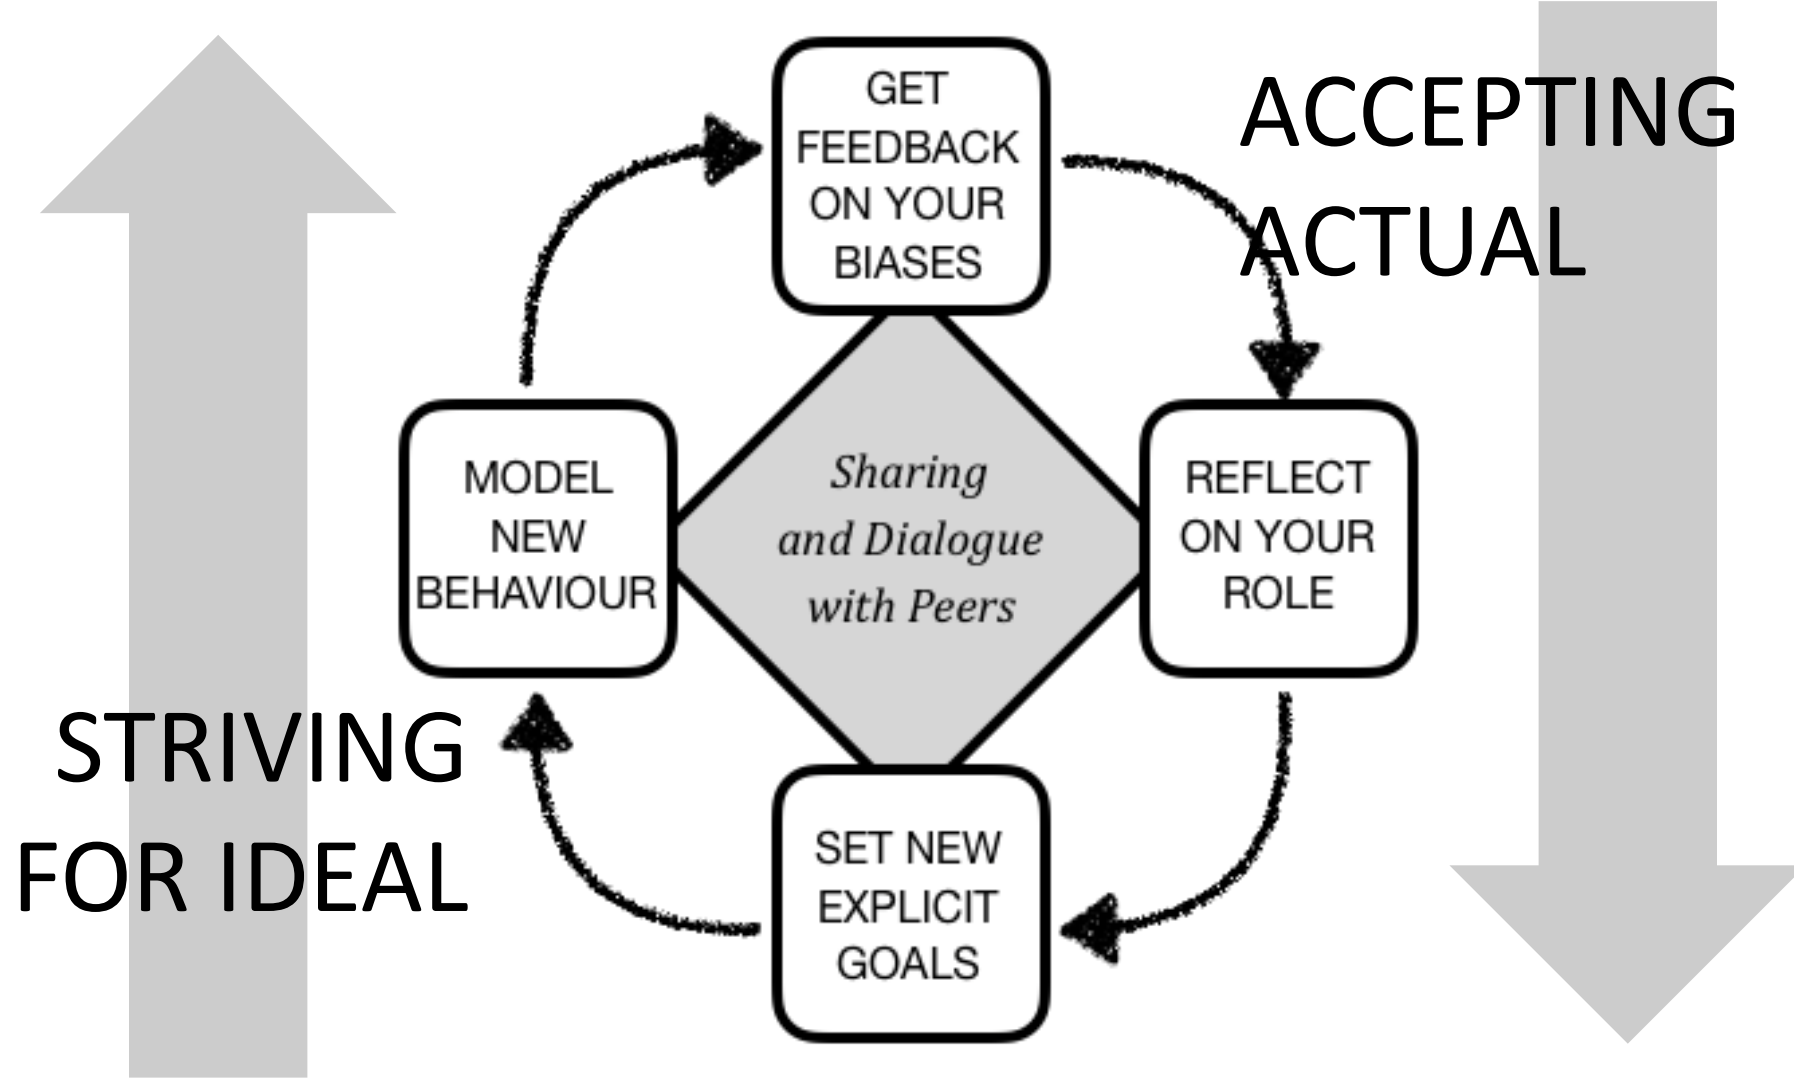 GET
FEEDBACK
ON YOUR
BIASES
ACCEPTING
ACTUAL
MODEL
NEW
BEHAVIOUR
Sharing
and Dialogue
with Peers
REFLECT
ON YOUR
ROLE
STRIVING
FOR IDEAL
SET NEW
EXPLICIT
GOALS